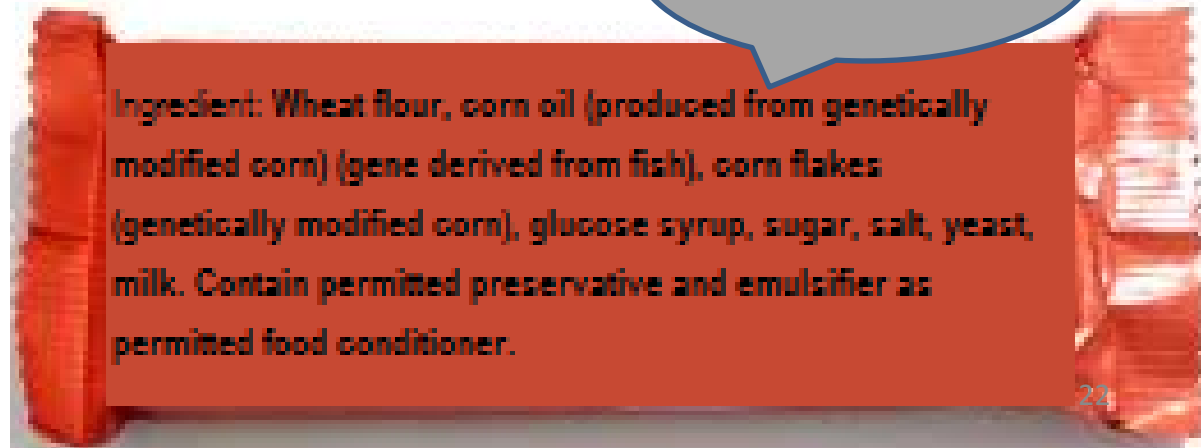 Ingredient: Wheat flour, corn oil (produced from genetically
modified corn) (gene derived from fish), corn flakes
(genetically modified corn), glucose syrup, sugar, salt, yeast,
milk. Contain permitted preservative and emulsifier as
permitted food conditioner.
22